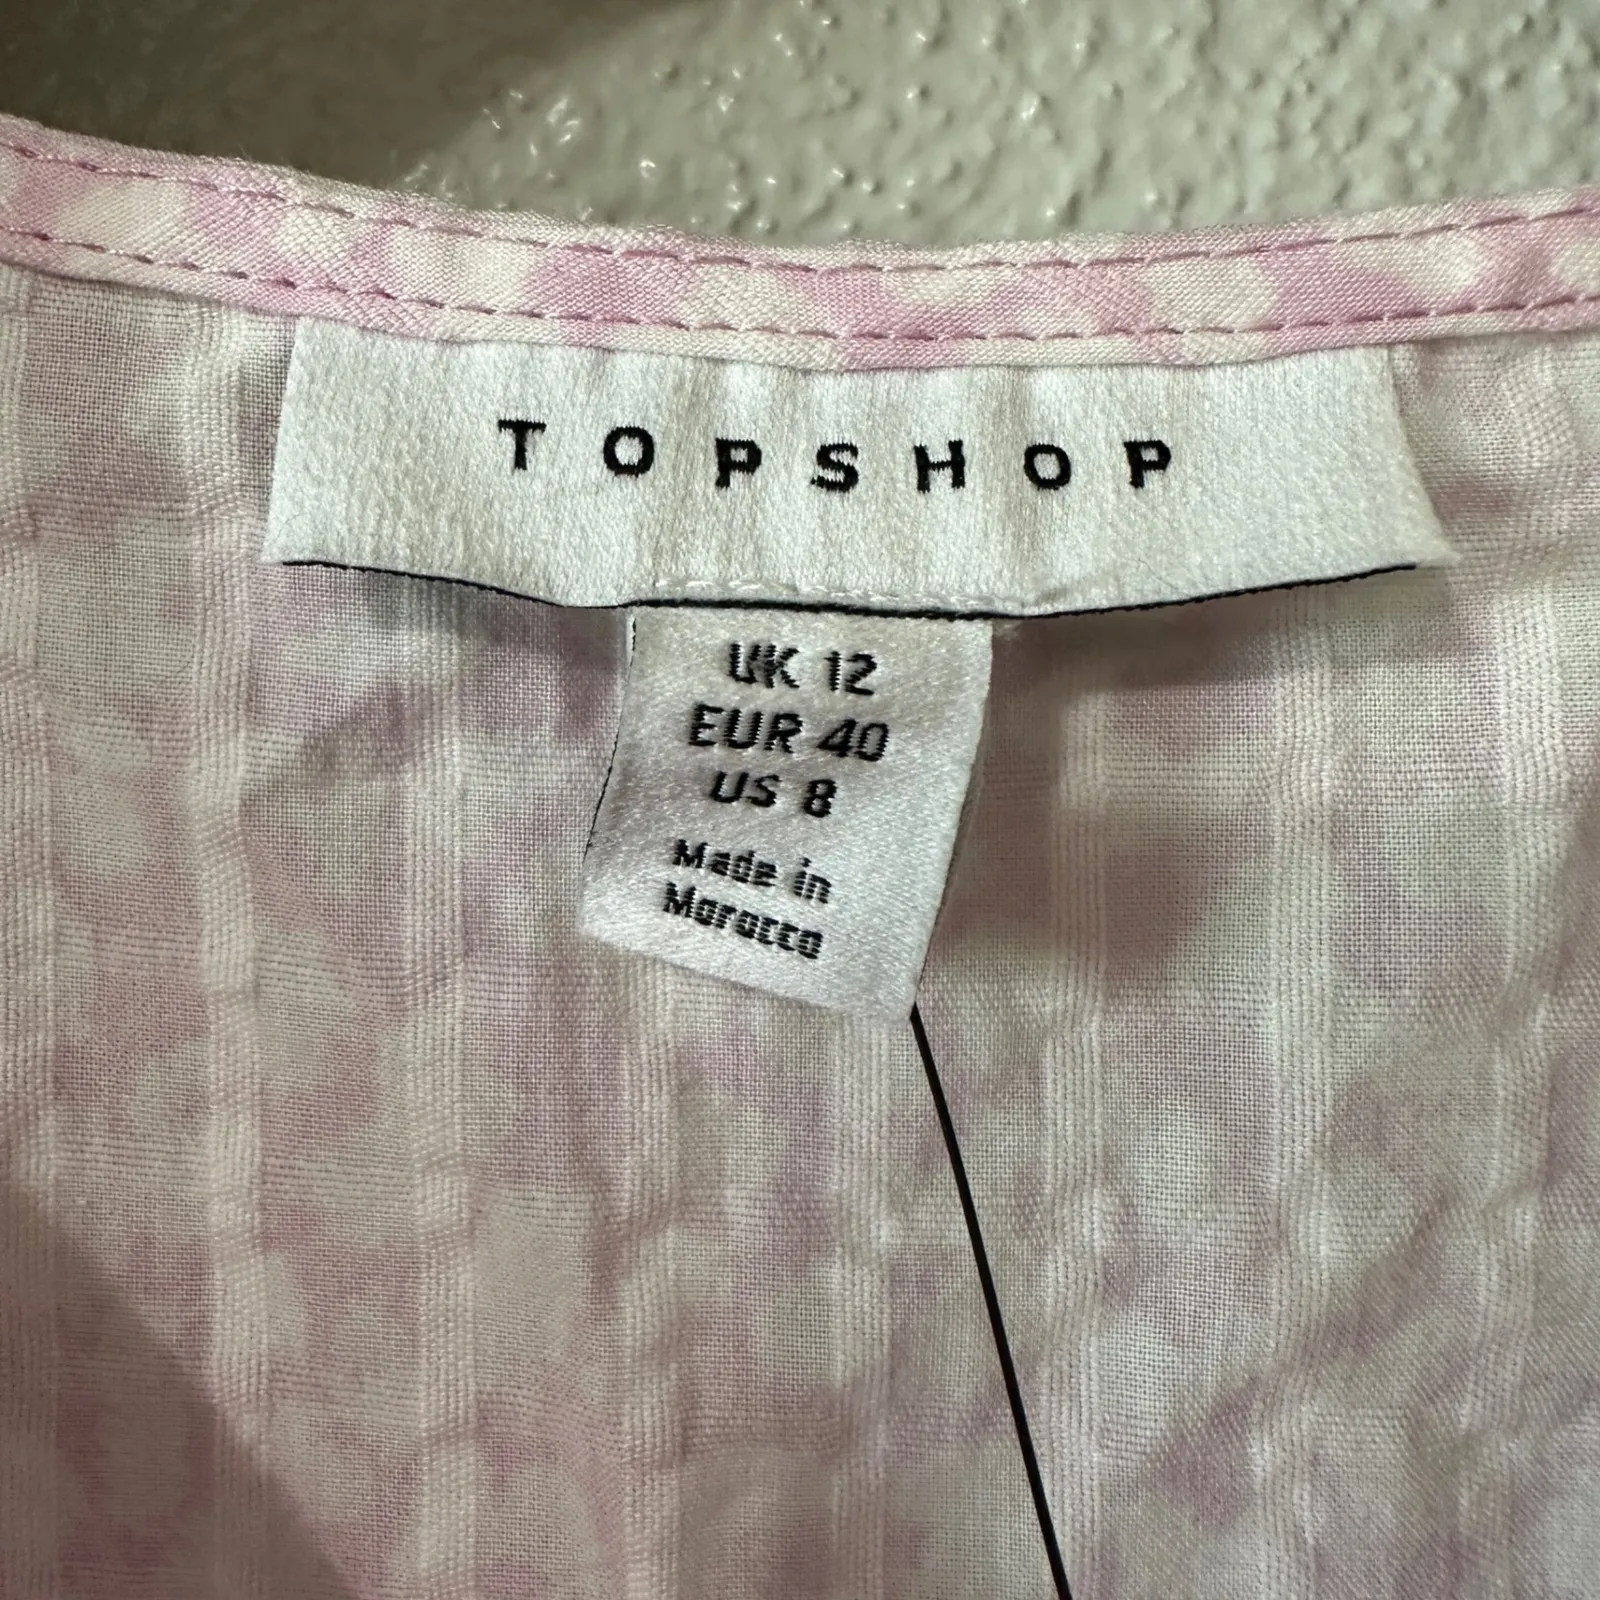 TOPSHOP
UK 12
EUR 40
US 8
Made in
Morocco